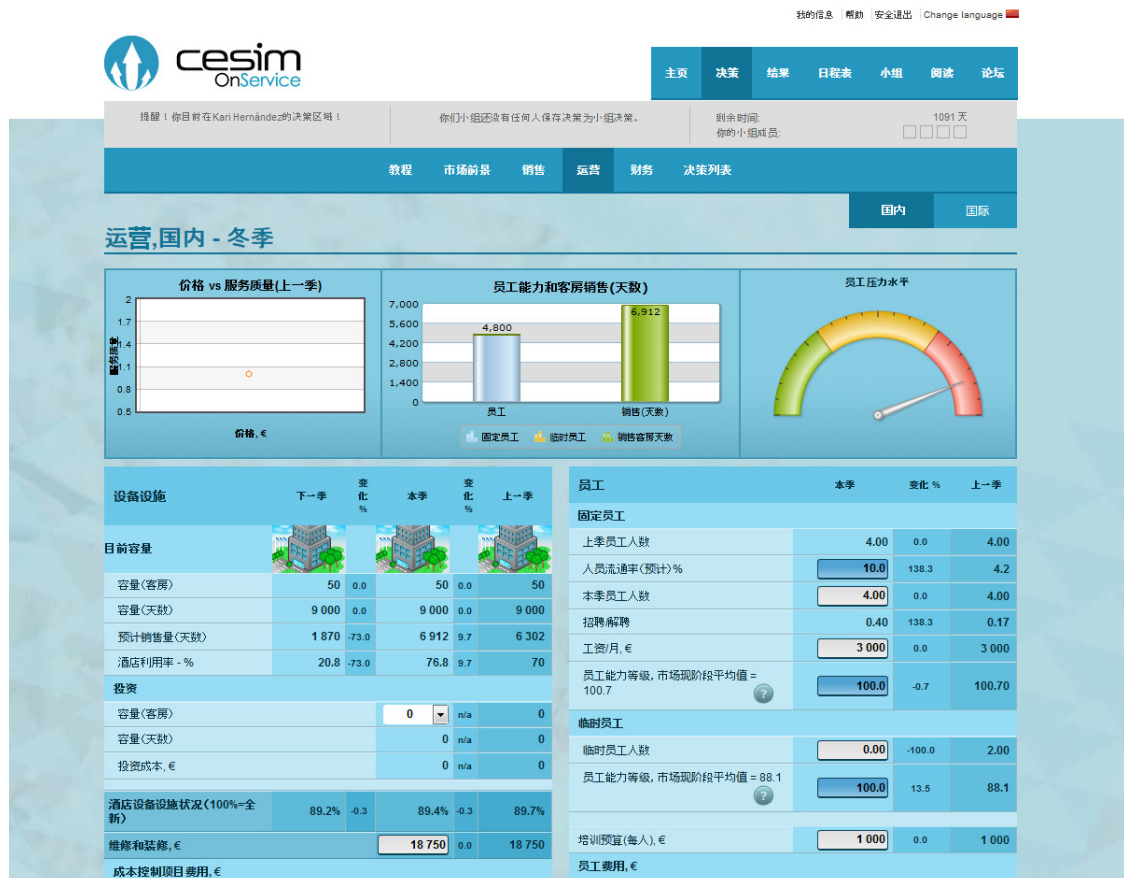 我的信息 帮助 安全退出 Change language
cesim
OnService
主页 决策 结果 日程表 小组 阅读 论坛
提醒！你目前在Kari Hernández的决策区域！
你们小组还没有任何人保存决策为小组决策。
剩余时间: 1091 天
你的小组成员:
教程 市场前景 销售 运营 财务 决策列表
国内 国际
运营,国内 - 冬季
价格 vs 服务质量(上一季)
2
1.7
1.4
1.1
0.8
0.5
服务质量
价格, €
员工能力和客房销售(天数)
7,000
5,600
4,200
2,800
1,400
0
4,800
6,912
员工 销售(天数)
固定员工 临时员工 销售客房天数
员工压力水平
设备设施 下一季 变化 % 本季 变化 % 上一季
目前容量
容量(客房) 50 0.0 50 0.0 50
容量(天数) 9 000 0.0 9 000 0.0 9 000
预计销售量(天数) 1 870 -73.0 6 912 9.7 6 302
酒店利用率 - % 20.8 -73.0 76.8 9.7 70
投资
容量(客房) 0 n/a 0
容量(天数) 0 n/a 0
投资成本, € 0 n/a 0
酒店设备设施状况(100%=全新) 89.2% -0.3 89.4% -0.3 89.7%
维修和装修, € 18 750 0.0 18 750
成本控制项目费用, €
员工 本季 变化 % 上一季
固定员工
上季员工人数 4.00 0.0 4.00
人员流通率(预计) % 10.0 138.3 4.2
本季员工人数 4.00 0.0 4.00
招聘/解聘 0.40 138.3 0.17
工资/月, € 3 000 0.0 3 000
员工能力等级, 市场现阶段平均值 =
100.7 ? 100.0 -0.7 100.70
临时员工
临时员工人数 0.00 -100.0 2.00
员工能力等级, 市场现阶段平均值 = 88.1
? 100.0 13.5 88.1
培训预算(每人), € 1 000 0.0 1 000
员工费用, €